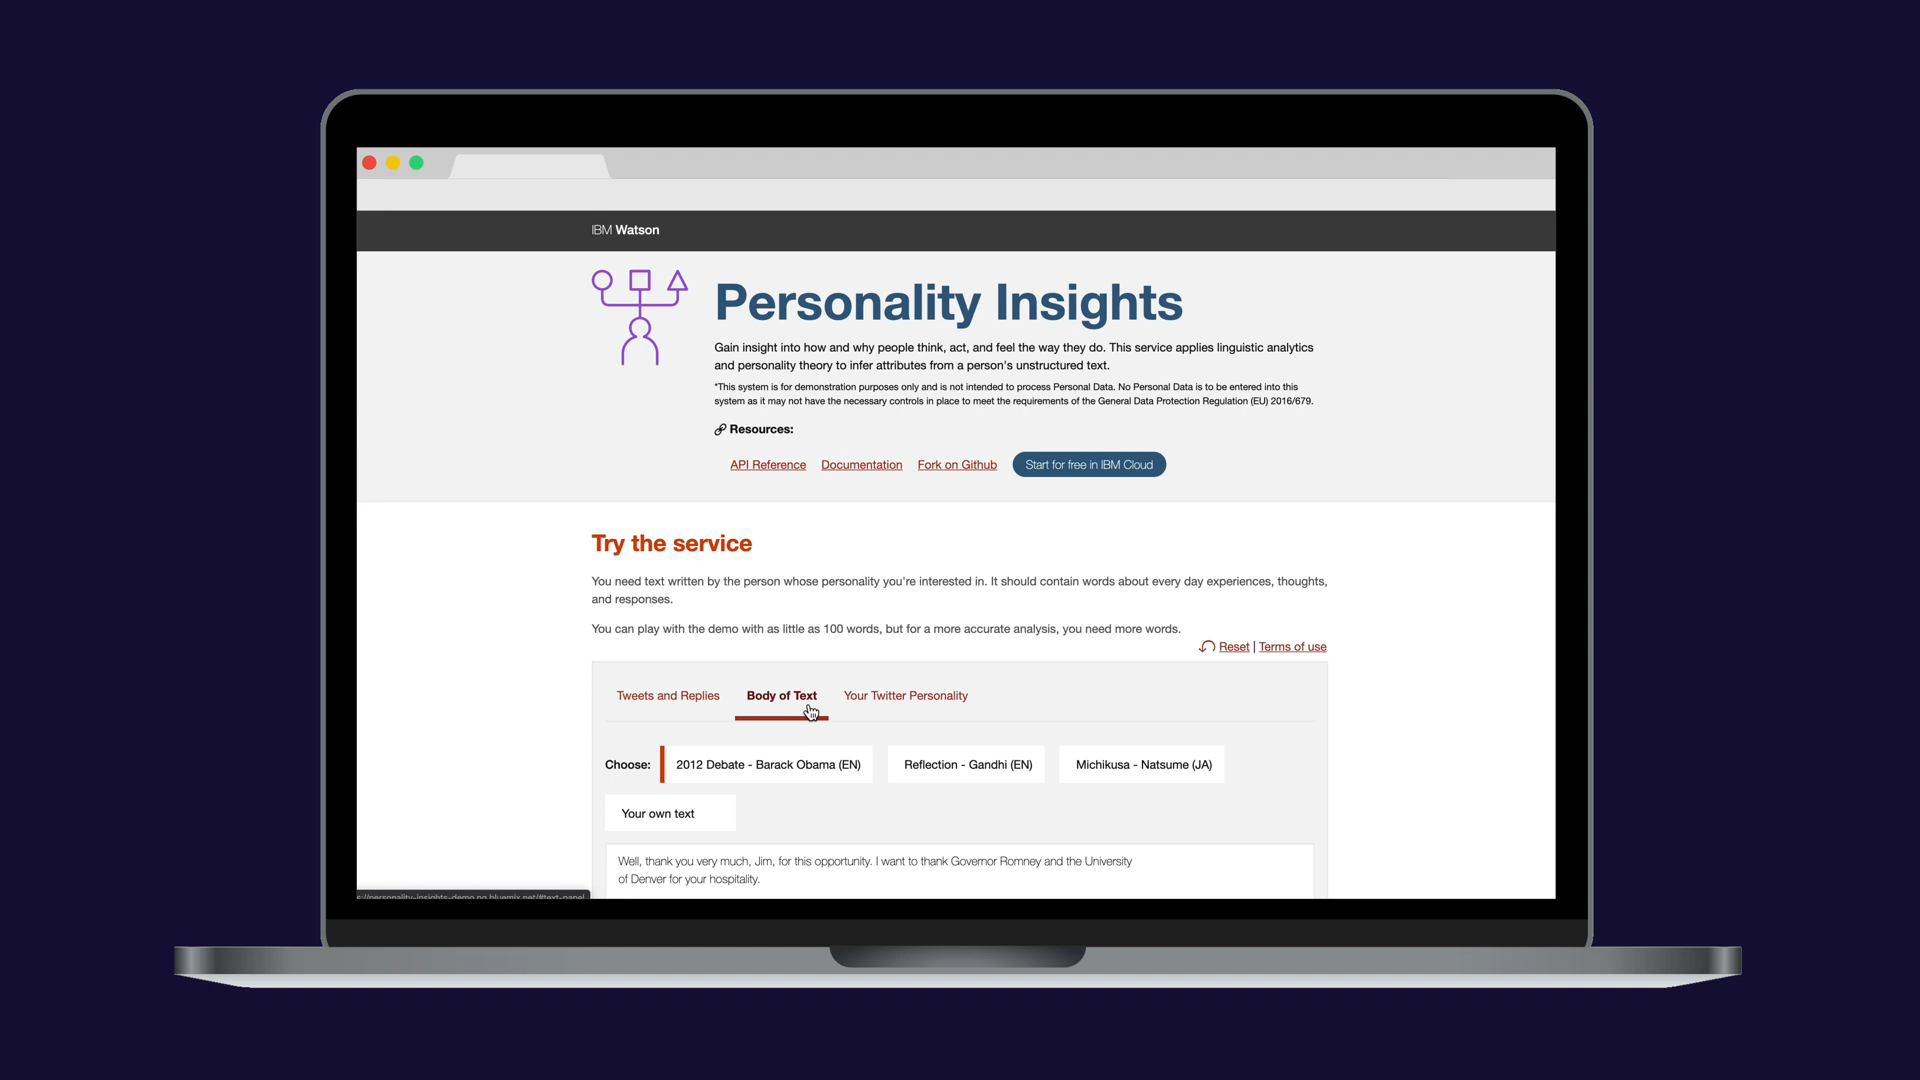 IBM Watson
Personality Insights
Gain insight into how and why people think, act, and feel the way they do. This service applies linguistic analytics
and personality theory to infer attributes from a person's unstructured text.
*This system is for demonstration purposes only and is not intended to process Personal Data. No Personal Data is to be entered into this
system as it may not have the necessary controls in place to meet the requirements of the General Data Protection Regulation (EU) 2016/679.
Resources:
API Reference Documentation Fork on Github Start for free in IBM Cloud
Try the service
You need text written by the person whose personality you're interested in. It should contain words about every day experiences, thoughts,
and responses.
You can play with the demo with as little as 100 words, but for a more accurate analysis, you need more words.
Reset | Terms of use
Tweets and Replies Body of Text Your Twitter Personality
Choose: 2012 Debate - Barack Obama (EN) Reflection - Gandhi (EN) Michikusa - Natsume (JA)
Your own text
Well, thank you very much, Jim, for this opportunity. I want to thank Governor Romney and the University
of Denver for your hospitality.
s://personality-insights-demo.ng.bluemix.net/#text-panel